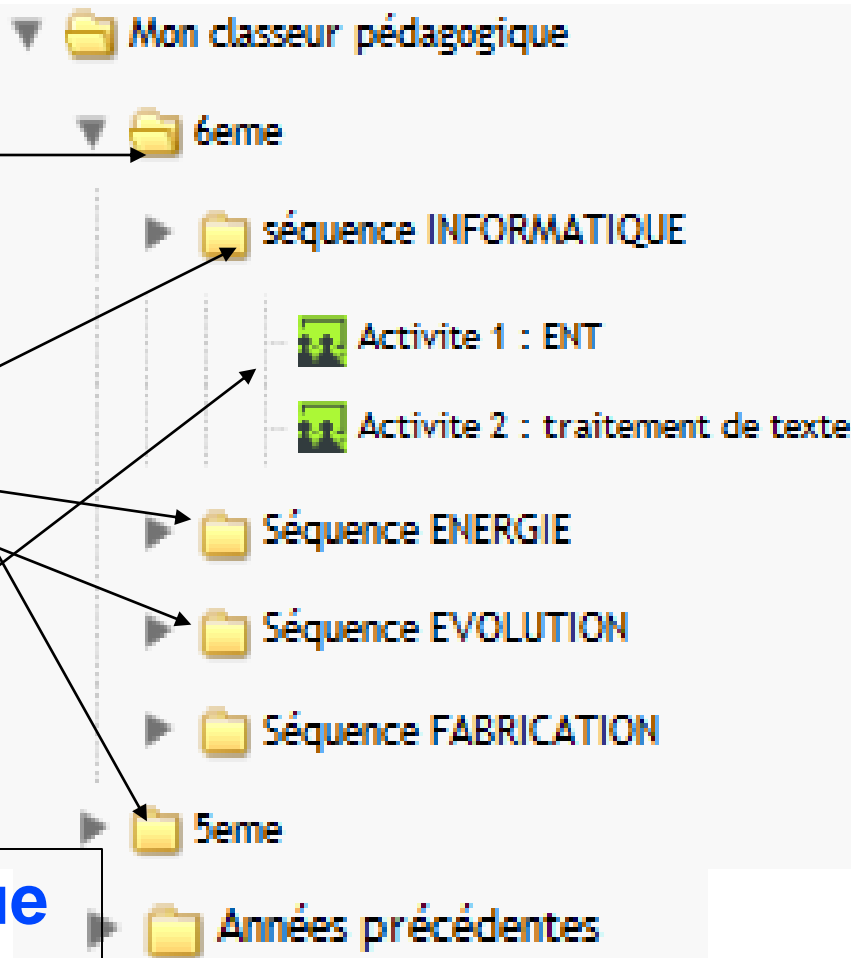 Mon classeur pédagogique
6eme
séquence INFORMATIQUE
Activite 1 : ENT
Activite 2 : traitement de texte
Séquence ENERGIE
Séquence EVOLUTION
Séquence FABRICATION
5eme
ue
Années précédentes